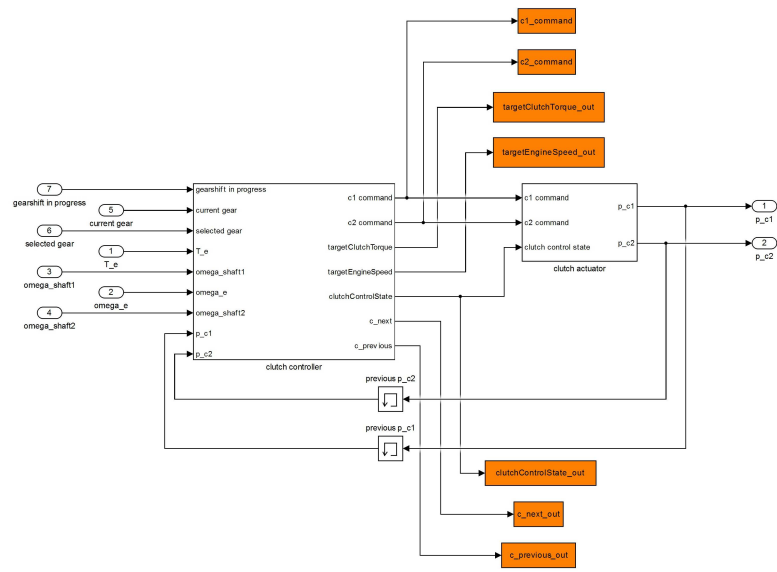 c1_command
c2_command
targetClutchTorque_out
targetEngineSpeed_out
7
gearshift in progress
5
current gear
6
selected gear
1
T_e
3
omega_shaft1
2
omega_e
4
omega_shaft2
gearshift in progress
current gear
selected gear
T_e
omega_shaft1
omega_e
omega_shaft2
p_c1
p_c2
c1 command
c2 command
targetClutchTorque
targetEngineSpeed
clutchControlState
c_next
c_previous
clutch controller
c1 command
c2 command
clutch control state
p_c1
p_c2
clutch actuator
1
p_c1
2
p_c2
previous p_c2
previous p_c1
clutchControlState_out
c_next_out
c_previous_out